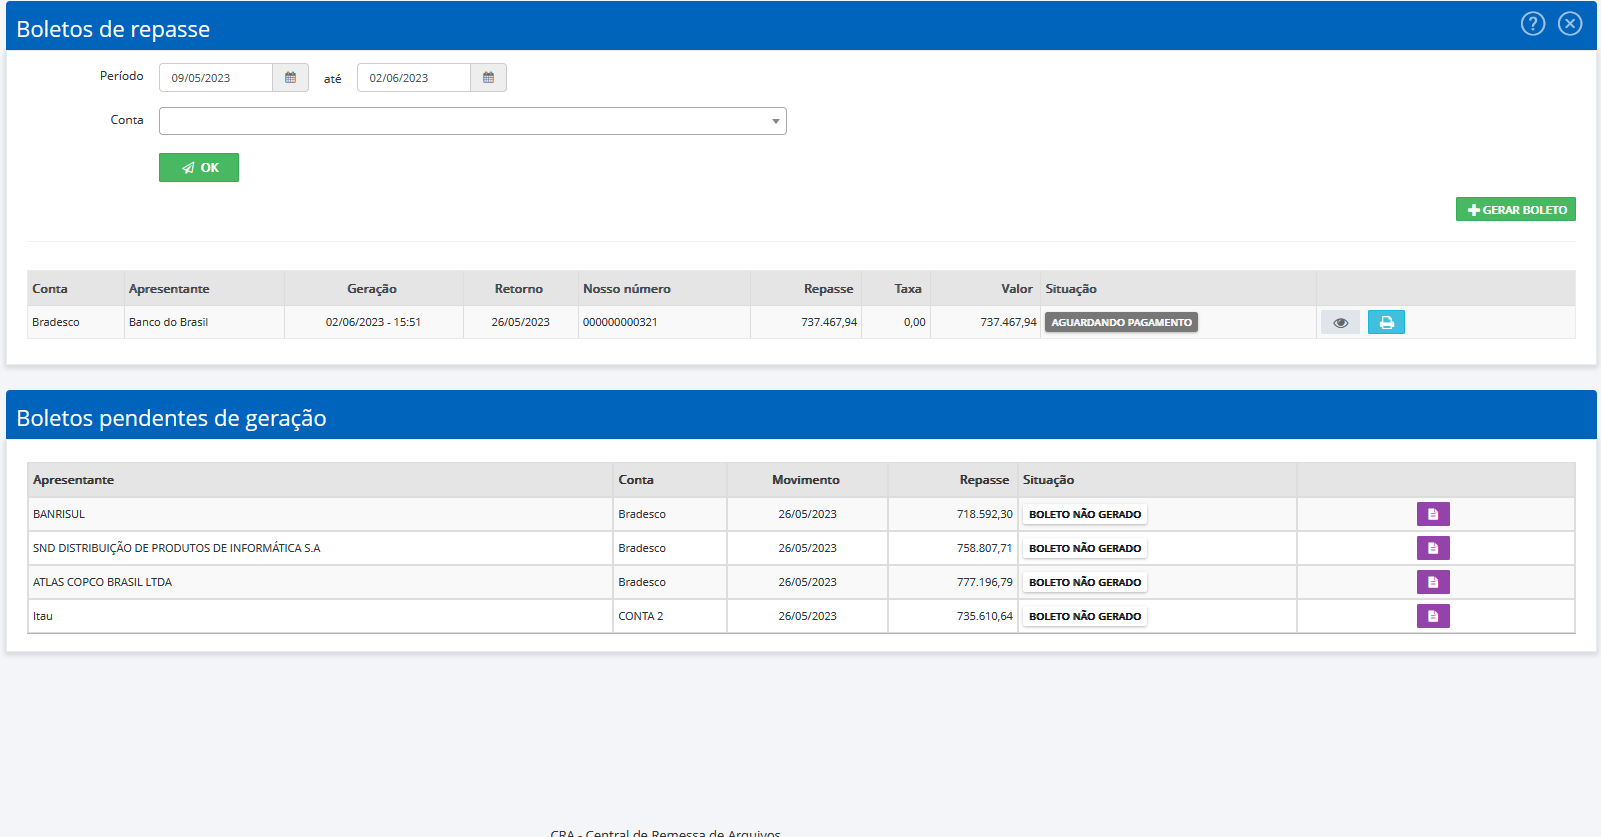 Boletos de repasse
Período 09/05/2023 até 02/06/2023
Conta
OK
GERAR BOLETO
Conta Apresentante Geração Retorno Nosso número Repasse Taxa Valor Situação
Bradesco Banco do Brasil 02/06/2023 - 15:51 26/05/2023 000000000321 737.467,94 0,00 737.467,94 AGUARDANDO PAGAMENTO
Boletos pendentes de geração
Apresentante Conta Movimento Repasse Situação
BANRISUL Bradesco 26/05/2023 718.592,30 BOLETO NÃO GERADO
SND DISTRIBUIÇÃO DE PRODUTOS DE INFORMÁTICA S.A Bradesco 26/05/2023 758.807,71 BOLETO NÃO GERADO
ATLAS COPCO BRASIL LTDA Bradesco 26/05/2023 777.196,79 BOLETO NÃO GERADO
Itau CONTA 2 26/05/2023 735.610,64 BOLETO NÃO GERADO
CRA - Central de Remessa de Arquivos